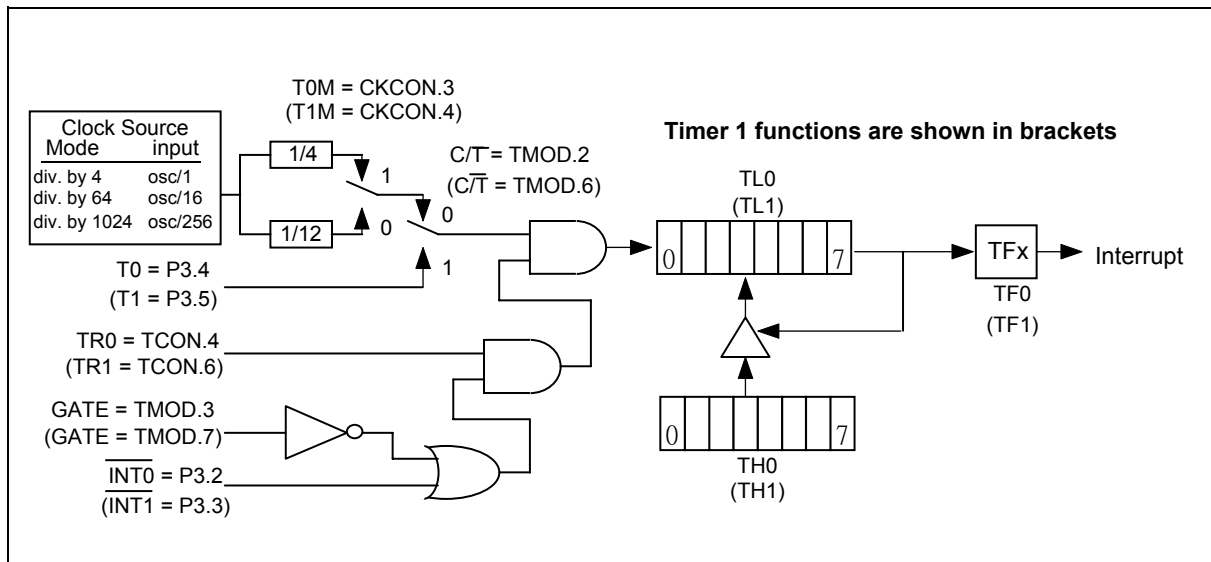 T0M = CKCON.3
(T1M = CKCON.4)
Clock Source
Mode input
div. by 4 osc/1
div. by 64 osc/16
div. by 1024 osc/256
1/4
1/12
1
0
C/T̅ = TMOD.2
(C/T̅ = TMOD.6)
0
1
T0 = P3.4
(T1 = P3.5)
TR0 = TCON.4
(TR1 = TCON.6)
GATE = TMOD.3
(GATE = TMOD.7)
I̅N̅T̅0̅ = P3.2
(I̅N̅T̅1̅ = P3.3)
Timer 1 functions are shown in brackets
TL0
(TL1)
0 7
TFx
Interrupt
TF0
(TF1)
0 7
TH0
(TH1)